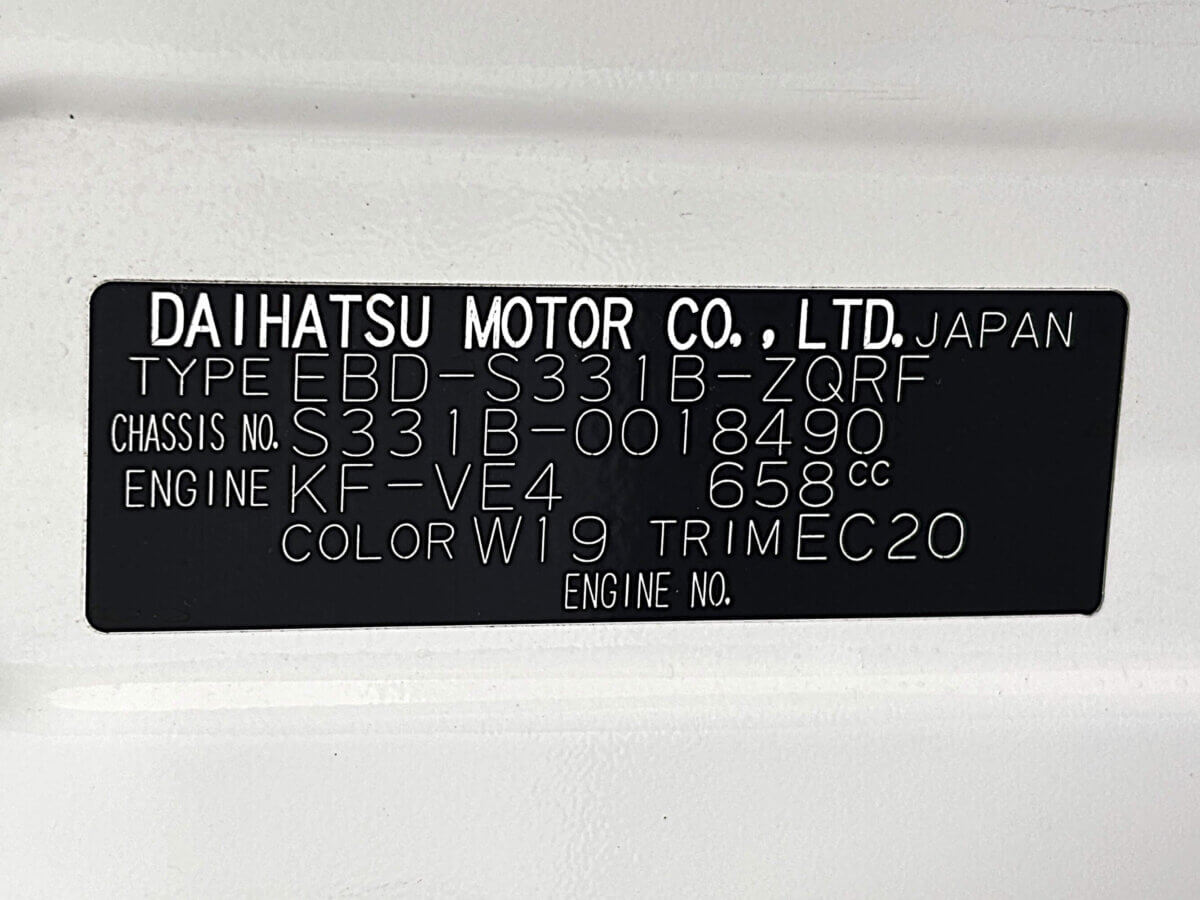 DAIHATSU MOTOR CO., LTD. JAPAN
TYPE EBD-S331B-ZQRF
CHASSIS NO. S331B-0018490
ENGINE KF-VE4 658cc
COLOR W19 TRIM EC20
ENGINE NO.